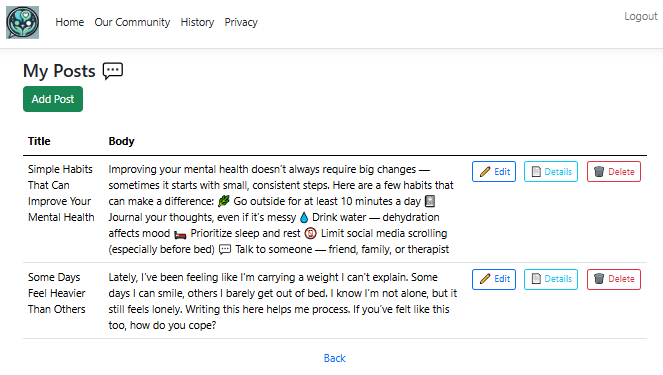 Home Our Community History Privacy Logout
My Posts
Add Post
Title Body
Simple Habits That Can Improve Your Mental Health
Improving your mental health doesn't always require big changes —
sometimes it starts with small, consistent steps. Here are a few habits that
can make a difference: 🌿 Go outside for at least 10 minutes a day 📓
Journal your thoughts, even if it's messy 💧 Drink water — dehydration
affects mood 🛏️ Prioritize sleep and rest 🚫 Limit social media scrolling
(especially before bed) 💬 Talk to someone — friend, family, or therapist
Edit Details Delete
Some Days Feel Heavier Than Others
Lately, I've been feeling like I'm carrying a weight I can't explain. Some
days I can smile, others I barely get out of bed. I know I'm not alone, but it
still feels lonely. Writing this here helps me process. If you've felt like this
too, how do you cope?
Edit Details Delete
Back